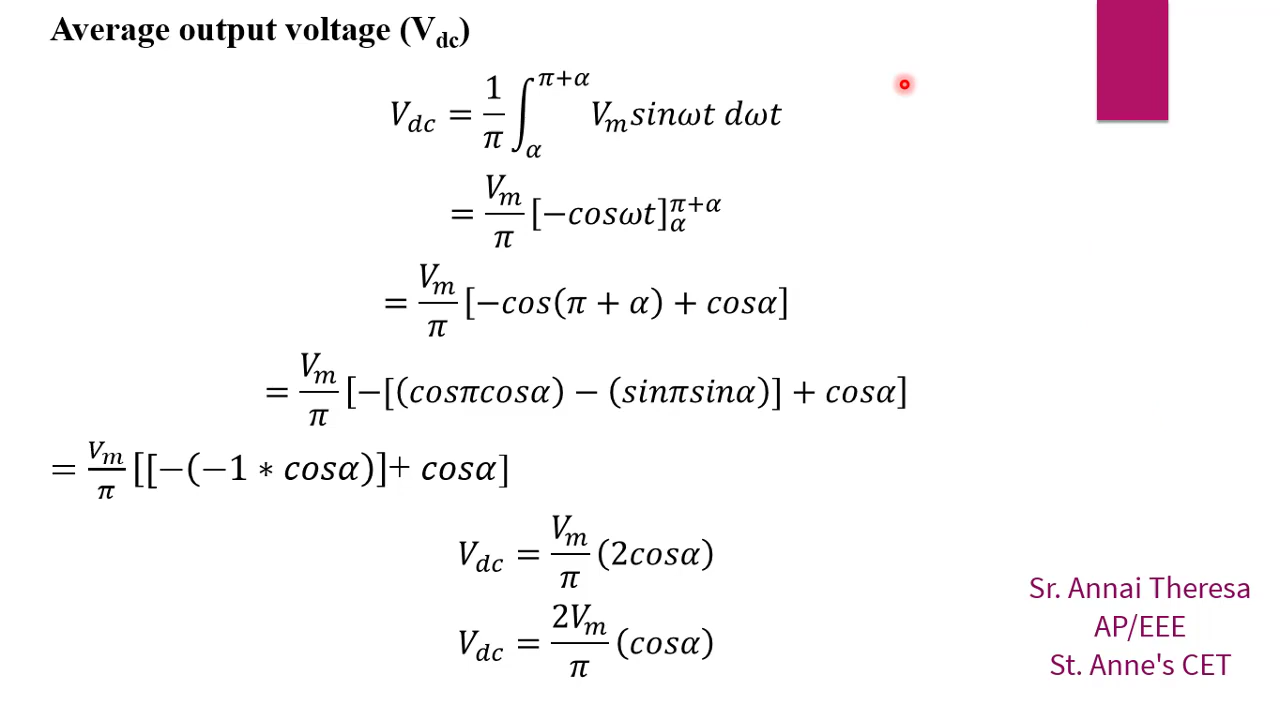 Average output voltage (V_dc)
V_dc = 1/π ∫_α^{π+α} V_m sinωt dωt
= V_m/π [−cosωt]_α^{π+α}
= V_m/π [−cos(π + α) + cosα]
= V_m/π [−[(cosπcosα) − (sinπsinα)] + cosα]
= V_m/π [[−(−1 ∗ cosα)]+ cosα]
V_dc = V_m/π (2cosα)
V_dc = 2V_m/π (cosα)
Sr. Annai Theresa
AP/EEE
St. Anne's CET